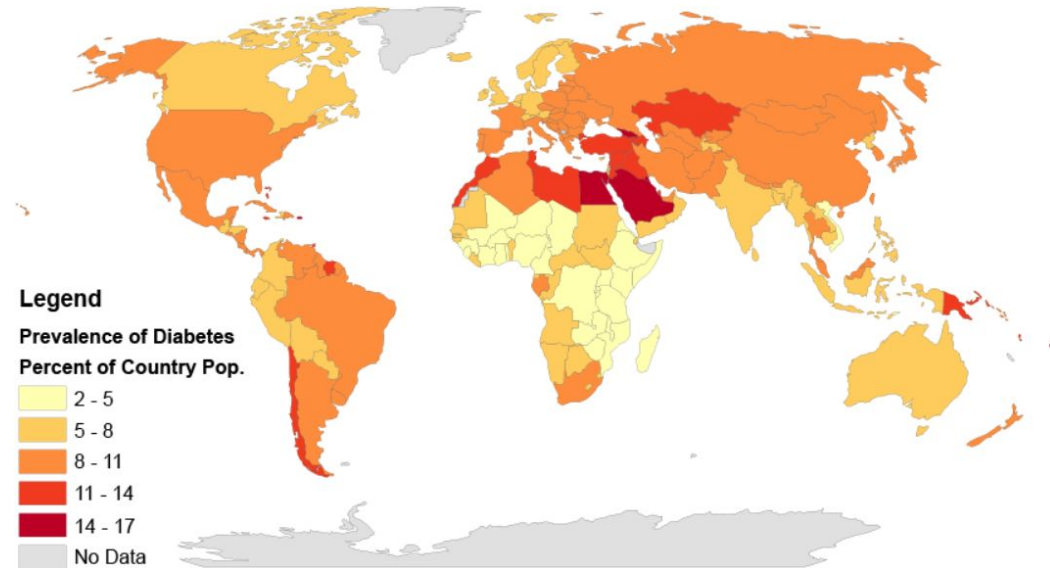 Legend
Prevalence of Diabetes
Percent of Country Pop.
2 - 5
5 - 8
8 - 11
11 - 14
14 - 17
No Data